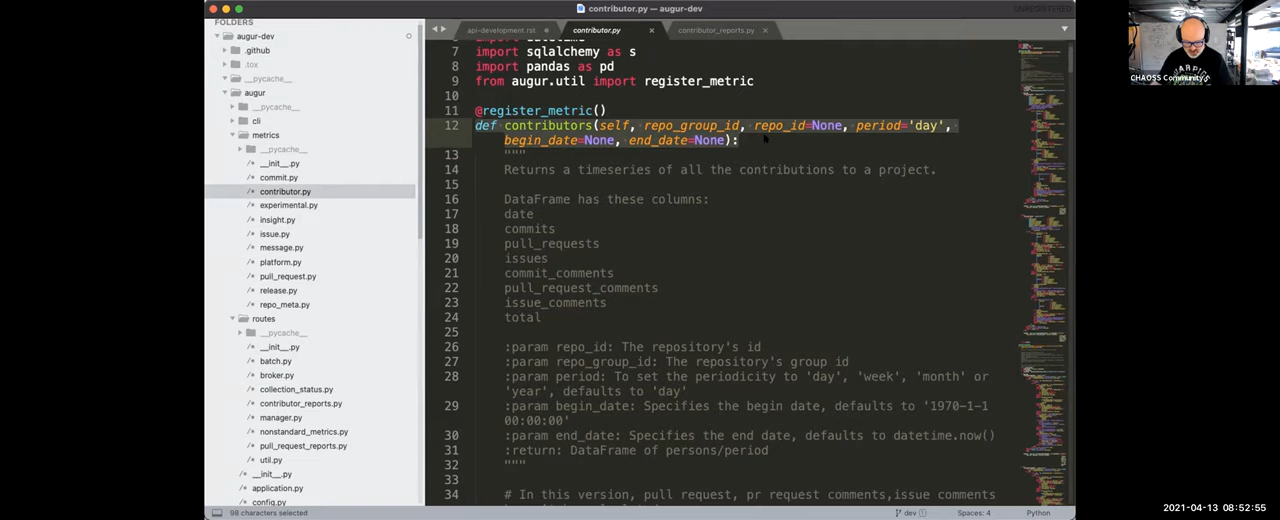 contributor.py — augur-dev
UNREGISTERED
FOLDERS
augur-dev
.github
.tox
__pycache__
augur
__pycache__
cli
metrics
__pycache__
__init__.py
commit.py
contributor.py
experimental.py
insight.py
issue.py
message.py
platform.py
pull_request.py
release.py
repo_meta.py
routes
__pycache__
__init__.py
batch.py
broker.py
collection_status.py
contributor_reports.py
manager.py
nonstandard_metrics.py
pull_request_reports.py
util.py
__init__.py
application.py
config.py
98 characters selected
api-development.rst
contributor.py
contributor_reports.py
7 import sqlalchemy as s
8 import pandas as pd
9 from augur.util import register_metric
10
11 @register_metric()
12 def contributors(self, repo_group_id, repo_id=None, period='day',
begin_date=None, end_date=None):
13 """
14 Returns a timeseries of all the contributions to a project.
15
16 DataFrame has these columns:
17 date
18 commits
19 pull_requests
20 issues
21 commit_comments
22 pull_request_comments
23 issue_comments
24 total
25
26 :param repo_id: The repository's id
27 :param repo_group_id: The repository's group id
28 :param period: To set the periodicity to 'day', 'week', 'month' or
'year', defaults to 'day'
29 :param begin_date: Specifies the begin date, defaults to '1970-1-1
00:00:00'
30 :param end_date: Specifies the end date, defaults to datetime.now()
31 :return: DataFrame of persons/period
32 """
33
34 # In this version, pull request, pr request comments,issue comments
dev
Spaces: 4
Python
CHAOSS Community
2021-04-13 08:52:55